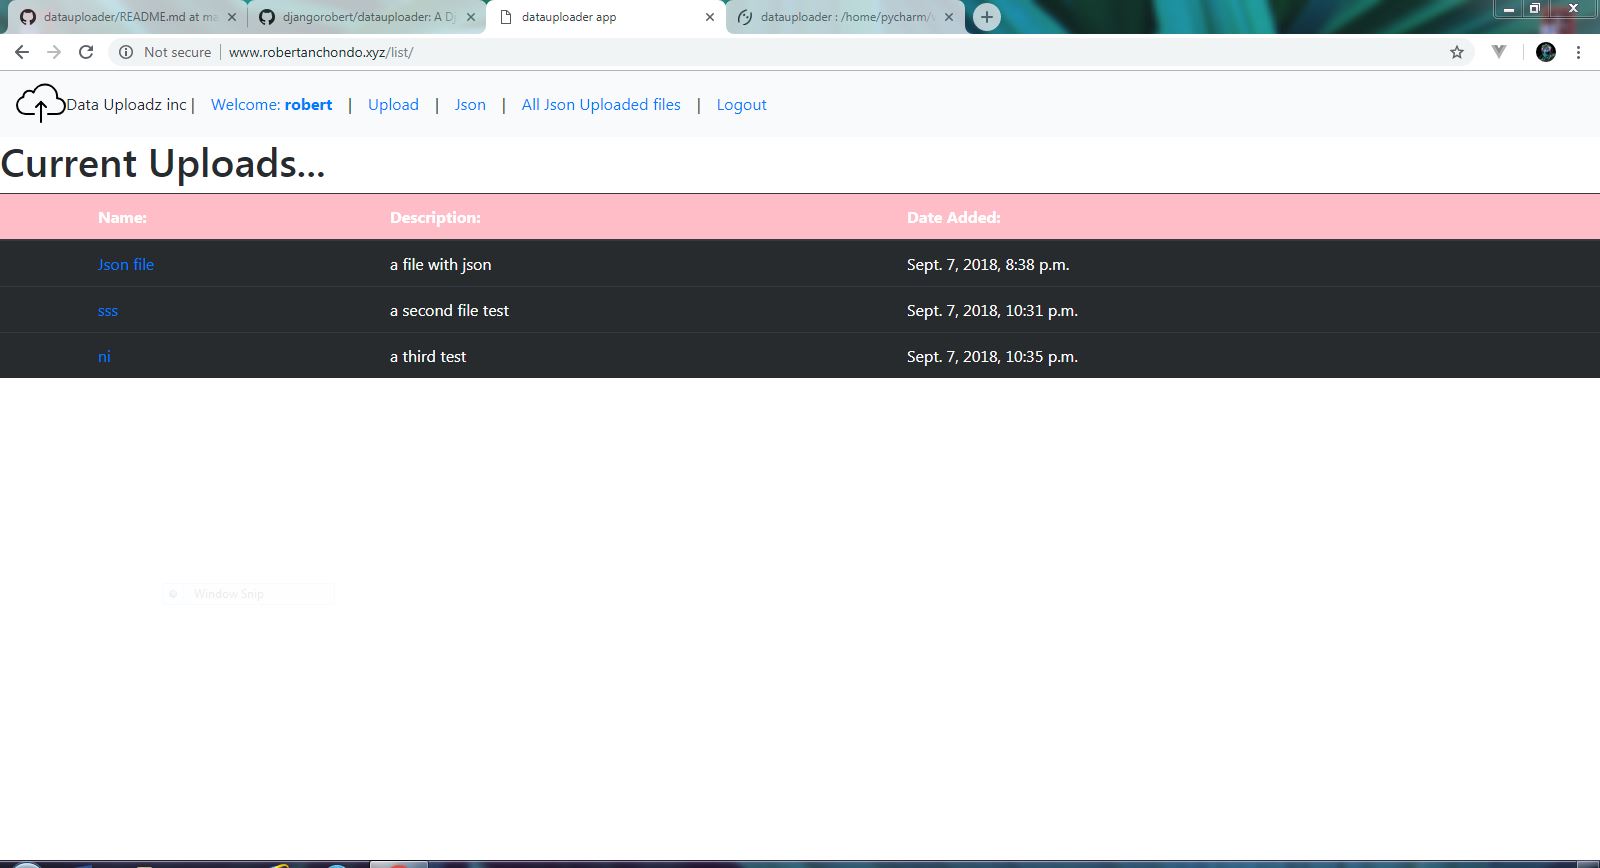 datauploader/README.md at ma
djangorobert/datauploader: A Dj
datauploader app
datauploader : /home/pycharm/
Not secure www.robertanchondo.xyz/list/
Data Uploadz inc | Welcome: robert | Upload | Json | All Json Uploaded files | Logout
Current Uploads...
Name: Description: Date Added:
Json file a file with json Sept. 7, 2018, 8:38 p.m.
sss a second file test Sept. 7, 2018, 10:31 p.m.
ni a third test Sept. 7, 2018, 10:35 p.m.
Window Snip